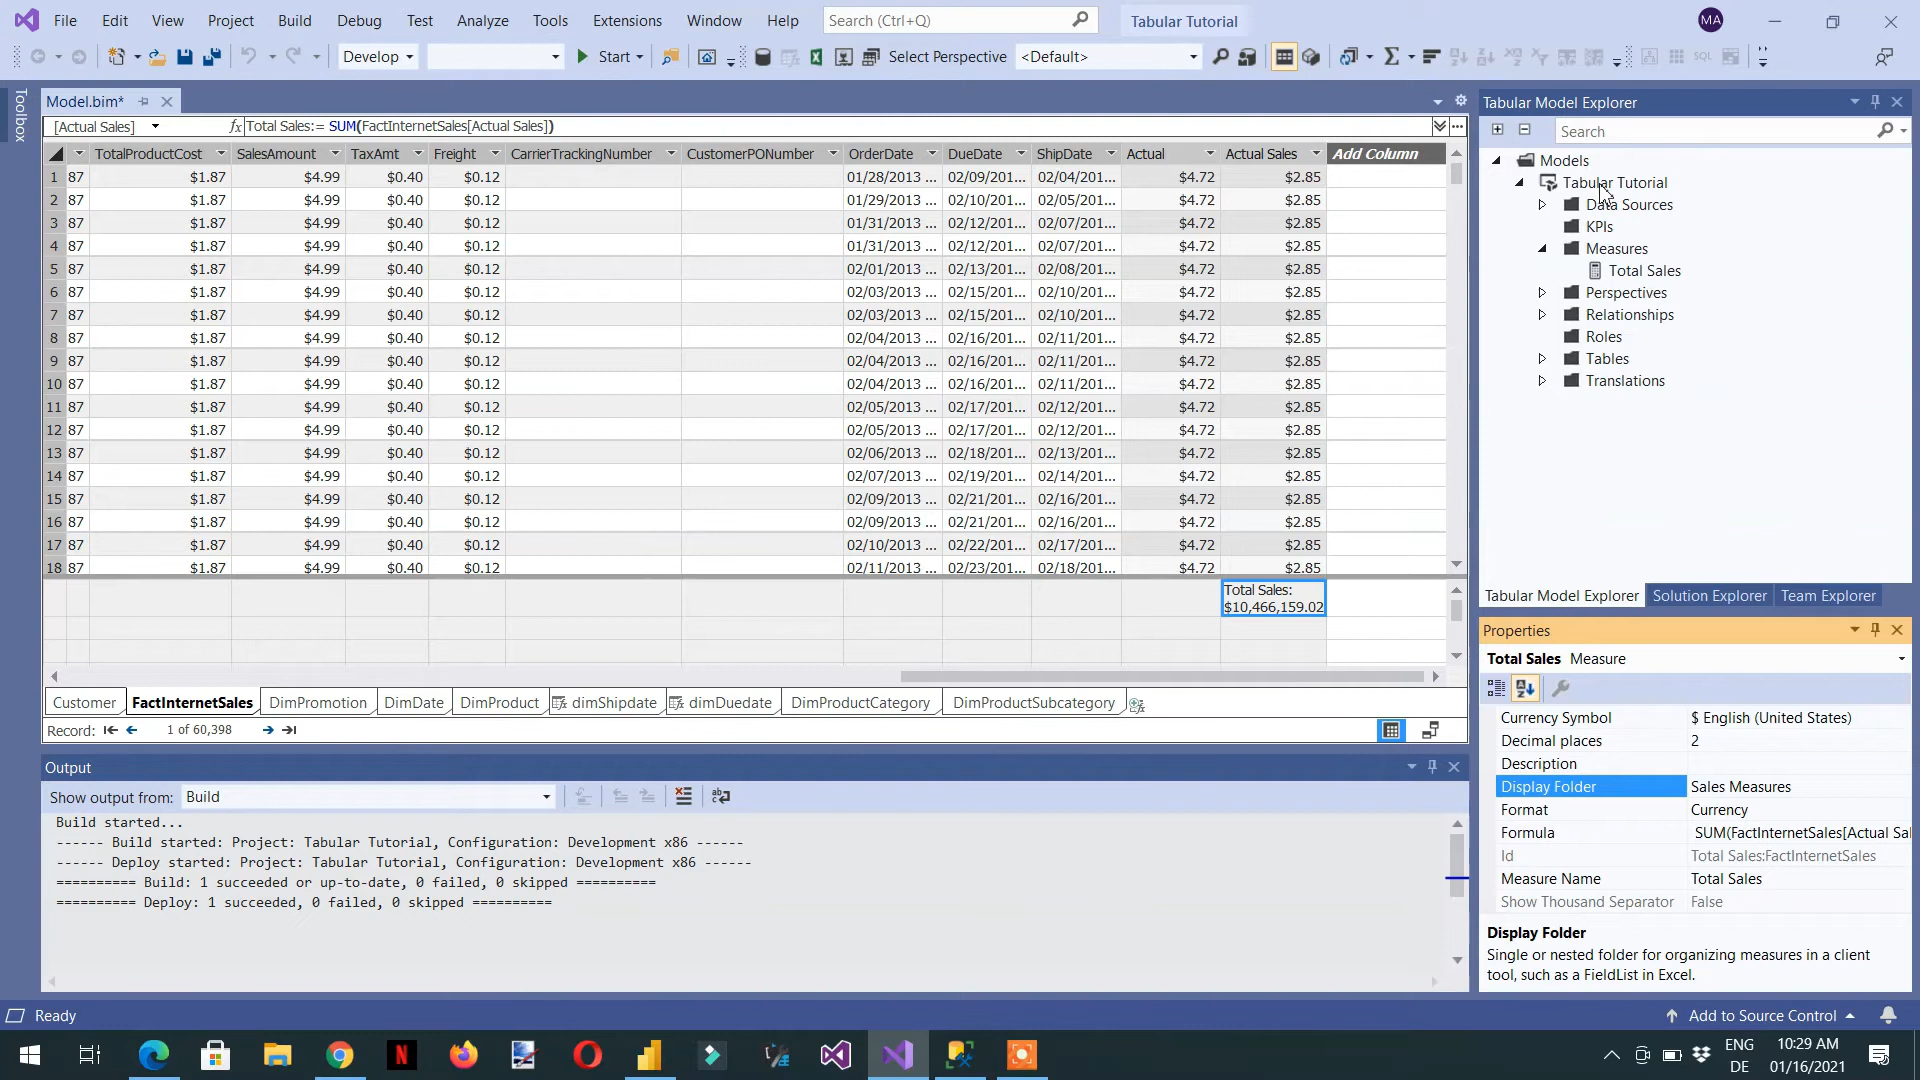 File Edit View Project Build Debug Test Analyze Tools Extensions Window Help Search (Ctrl+Q) Tabular Tutorial MA
Develop Start Select Perspective <Default> SQL
Toolbox
Model.bim*
[Actual Sales] fx Total Sales:= SUM(FactInternetSales[Actual Sales])
TotalProductCost SalesAmount TaxAmt Freight CarrierTrackingNumber CustomerPONumber OrderDate DueDate ShipDate Actual Actual Sales Add Column
1 87 $1.87 $4.99 $0.40 $0.12 01/28/2013 ... 02/09/201... 02/04/201... $4.72 $2.85
2 87 $1.87 $4.99 $0.40 $0.12 01/29/2013 ... 02/10/201... 02/05/201... $4.72 $2.85
3 87 $1.87 $4.99 $0.40 $0.12 01/31/2013 ... 02/12/201... 02/07/201... $4.72 $2.85
4 87 $1.87 $4.99 $0.40 $0.12 01/31/2013 ... 02/12/201... 02/07/201... $4.72 $2.85
5 87 $1.87 $4.99 $0.40 $0.12 02/01/2013 ... 02/13/201... 02/08/201... $4.72 $2.85
6 87 $1.87 $4.99 $0.40 $0.12 02/03/2013 ... 02/15/201... 02/10/201... $4.72 $2.85
7 87 $1.87 $4.99 $0.40 $0.12 02/03/2013 ... 02/15/201... 02/10/201... $4.72 $2.85
8 87 $1.87 $4.99 $0.40 $0.12 02/04/2013 ... 02/16/201... 02/11/201... $4.72 $2.85
9 87 $1.87 $4.99 $0.40 $0.12 02/04/2013 ... 02/16/201... 02/11/201... $4.72 $2.85
10 87 $1.87 $4.99 $0.40 $0.12 02/04/2013 ... 02/16/201... 02/11/201... $4.72 $2.85
11 87 $1.87 $4.99 $0.40 $0.12 02/05/2013 ... 02/17/201... 02/12/201... $4.72 $2.85
12 87 $1.87 $4.99 $0.40 $0.12 02/05/2013 ... 02/17/201... 02/12/201... $4.72 $2.85
13 87 $1.87 $4.99 $0.40 $0.12 02/06/2013 ... 02/18/201... 02/13/201... $4.72 $2.85
14 87 $1.87 $4.99 $0.40 $0.12 02/07/2013 ... 02/19/201... 02/14/201... $4.72 $2.85
15 87 $1.87 $4.99 $0.40 $0.12 02/09/2013 ... 02/21/201... 02/16/201... $4.72 $2.85
16 87 $1.87 $4.99 $0.40 $0.12 02/09/2013 ... 02/21/201... 02/16/201... $4.72 $2.85
17 87 $1.87 $4.99 $0.40 $0.12 02/10/2013 ... 02/22/201... 02/17/201... $4.72 $2.85
18 87 $1.87 $4.99 $0.40 $0.12 02/11/2013 ... 02/23/201... 02/18/201... $4.72 $2.85
Total Sales:
$10,466,159.02
Customer FactInternetSales DimPromotion DimDate DimProduct dimShipdate dimDuedate DimProductCategory DimProductSubcategory
Record: 1 of 60,398
Output
Show output from: Build
Build started...
------ Build started: Project: Tabular Tutorial, Configuration: Development x86 ------
------ Deploy started: Project: Tabular Tutorial, Configuration: Development x86 ------
========== Build: 1 succeeded or up-to-date, 0 failed, 0 skipped ==========
========== Deploy: 1 succeeded, 0 failed, 0 skipped ==========
Tabular Model Explorer
Search
Models
Tabular Tutorial
Data Sources
KPIs
Measures
Total Sales
Perspectives
Relationships
Roles
Tables
Translations
Tabular Model Explorer Solution Explorer Team Explorer
Properties
Total Sales Measure
Currency Symbol $ English (United States)
Decimal places 2
Description
Display Folder Sales Measures
Format Currency
Formula SUM(FactInternetSales[Actual Sal
Id Total Sales:FactInternetSales
Measure Name Total Sales
Show Thousand Separator False
Display Folder
Single or nested folder for organizing measures in a client
tool, such as a FieldList in Excel.
Ready Add to Source Control
ENG
DE
10:29 AM
01/16/2021